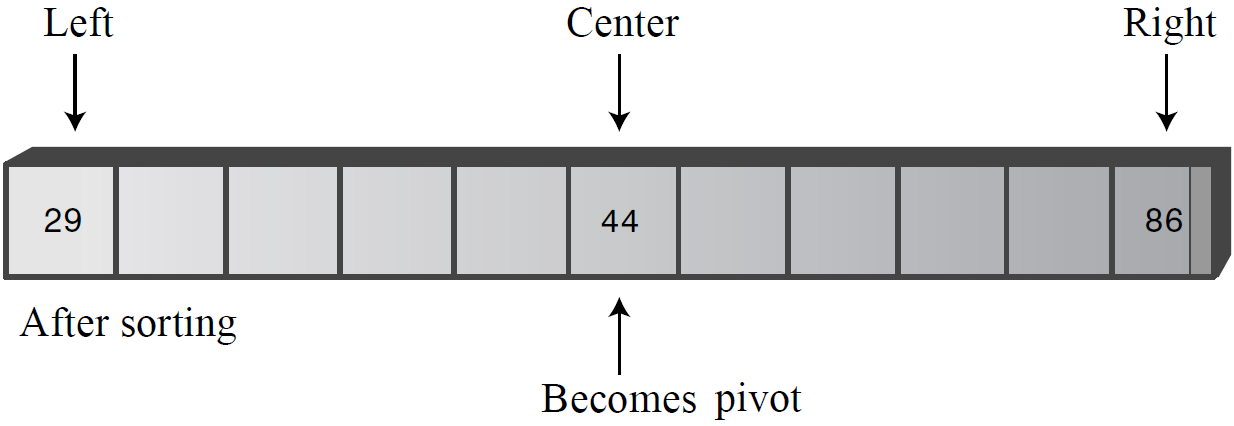 Left Center Right
29 44 86
After sorting
Becomes pivot